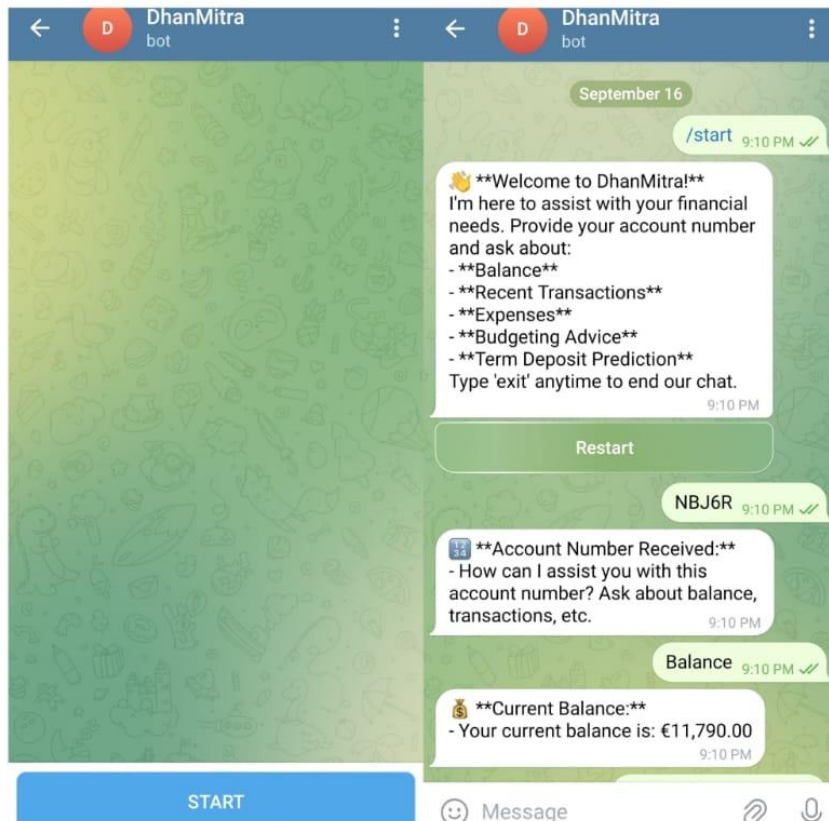 DhanMitra
bot
START
DhanMitra
bot
September 16
/start 9:10 PM
👋 **Welcome to DhanMitra!**
I'm here to assist with your financial
needs. Provide your account number
and ask about:
- **Balance**
- **Recent Transactions**
- **Expenses**
- **Budgeting Advice**
- **Term Deposit Prediction**
Type 'exit' anytime to end our chat.
9:10 PM
Restart
NBJ6R 9:10 PM
🔢 **Account Number Received:**
- How can I assist you with this
account number? Ask about balance,
transactions, etc.
9:10 PM
Balance 9:10 PM
💰 **Current Balance:**
- Your current balance is: €11,790.00
9:10 PM
Message